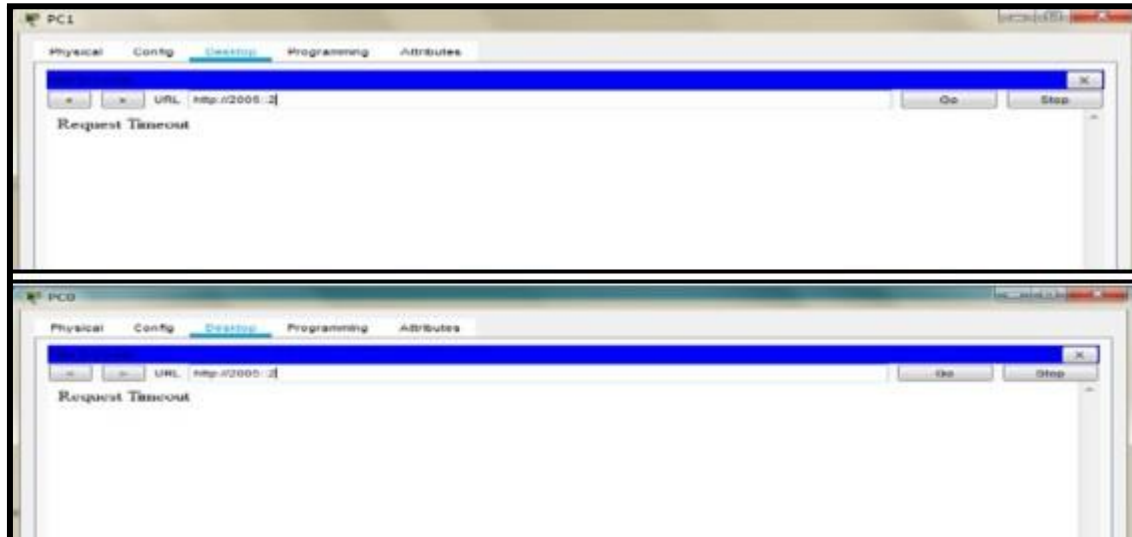 PC1
Physical Config Desktop Programming Attributes
< > URL http://2005::2 Go Stop
Request Timeout
PC0
Physical Config Desktop Programming Attributes
< > URL http://2005::2 Go Stop
Request Timeout